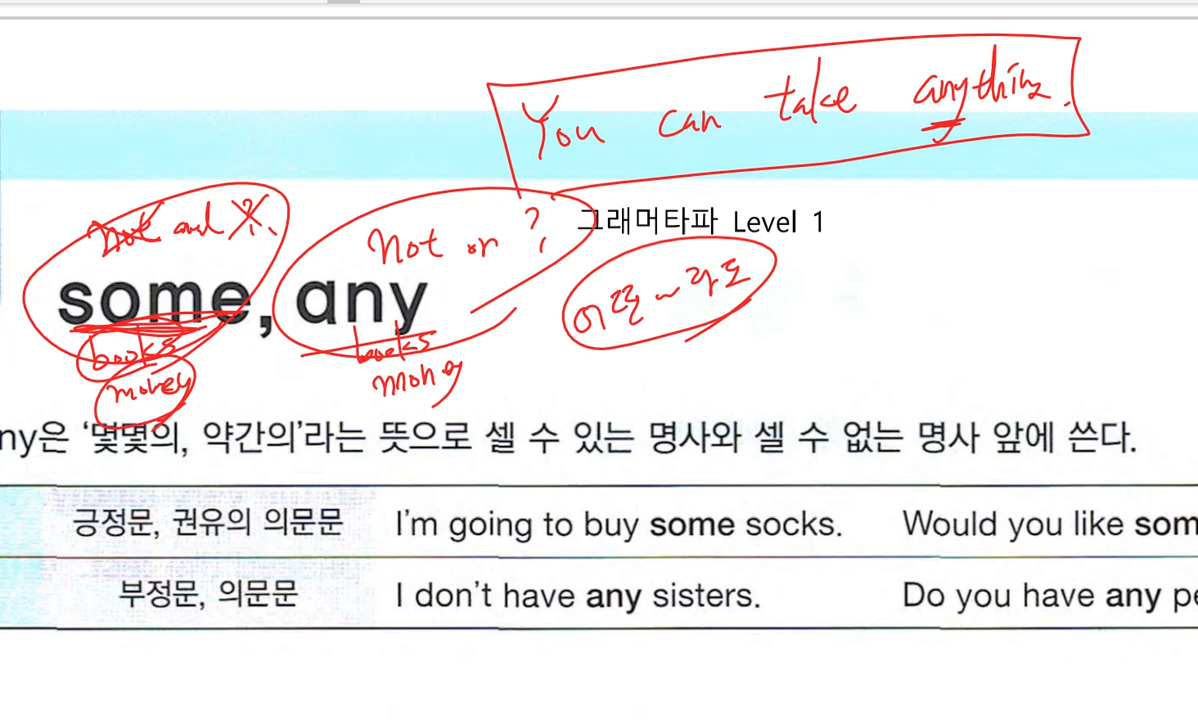 You can take anything.
그래머타파 Level 1
Not and
Not or ?
some, any
books
money
books
money
ny은 '몇몇의, 약간의'라는 뜻으로 셀 수 있는 명사와 셀 수 없는 명사 앞에 쓴다.
긍정문, 권유의 의문문 I'm going to buy some socks. Would you like som
부정문, 의문문 I don't have any sisters. Do you have any pe